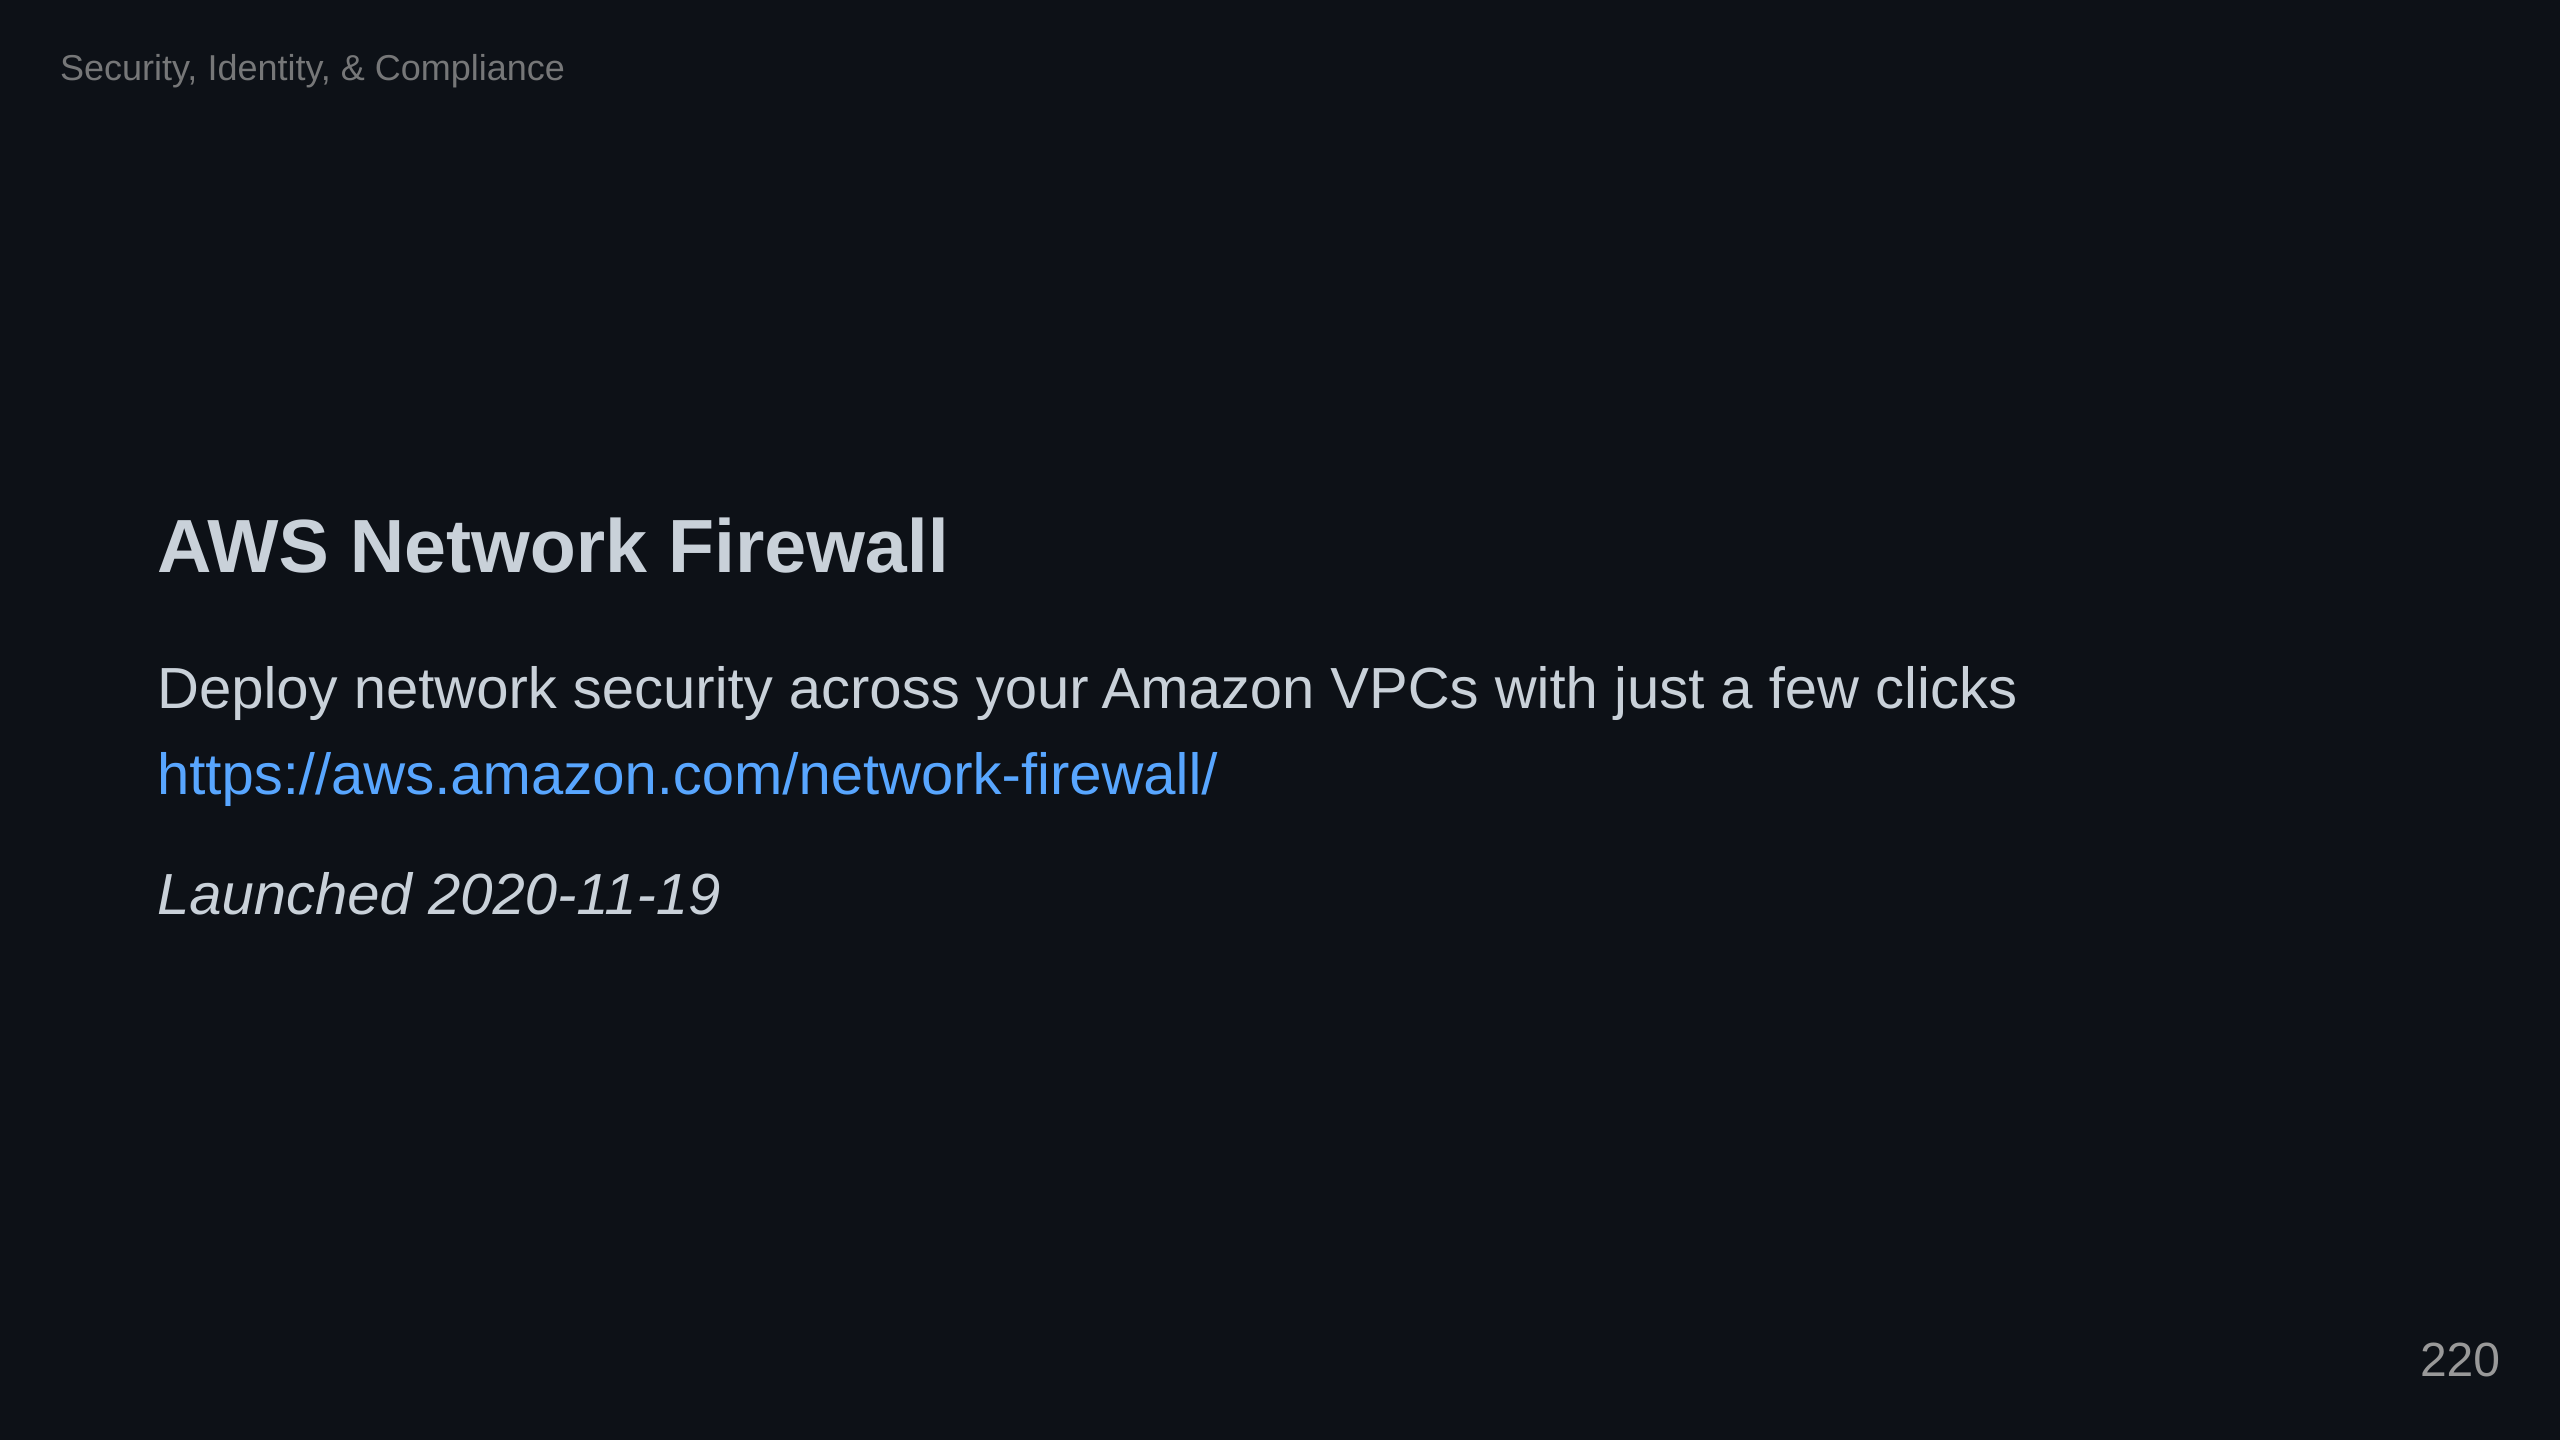 Security, Identity, & Compliance
AWS Network Firewall
Deploy network security across your Amazon VPCs with just a few clicks
https://aws.amazon.com/network-firewall/
Launched 2020-11-19
220